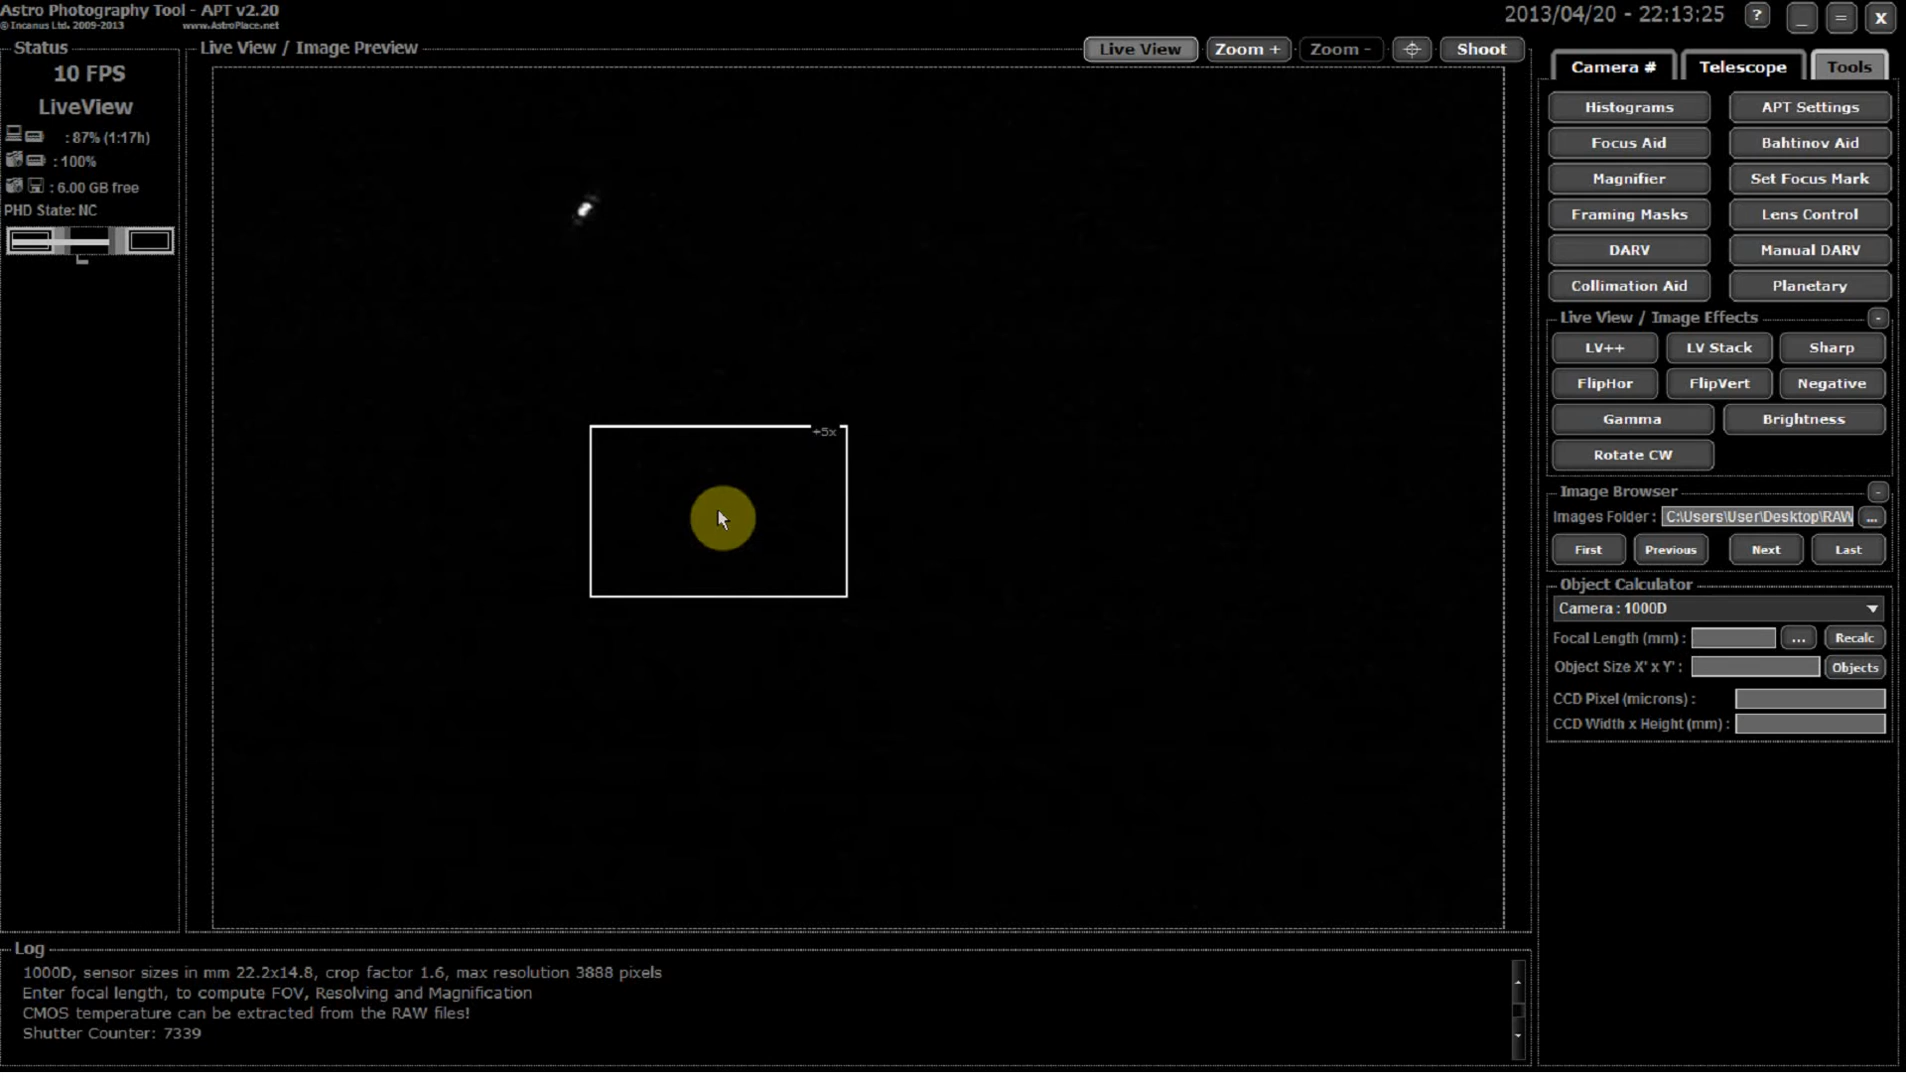 Astro Photography Tool - APT v2.20
© Incanus Ltd. 2009-2013 www.AstroPlace.net
2013/04/20 - 22:13:25 ? _ = X
Status
10 FPS
LiveView
: 87% (1:17h)
: 100%
: 6.00 GB free
PHD State: NC
Live View / Image Preview
Live View Zoom + Zoom - Shoot
+5x
Camera # Telescope Tools
Histograms APT Settings
Focus Aid Bahtinov Aid
Magnifier Set Focus Mark
Framing Masks Lens Control
DARV Manual DARV
Collimation Aid Planetary
Live View / Image Effects -
LV++ LV Stack Sharp
FlipHor FlipVert Negative
Gamma Brightness
Rotate CW
Image Browser -
Images Folder : C:\Users\User\Desktop\RAW ...
First Previous Next Last
Object Calculator
Camera : 1000D
Focal Length (mm) : ... Recalc
Object Size X' x Y' : Objects
CCD Pixel (microns) :
CCD Width x Height (mm) :
Log
1000D, sensor sizes in mm 22.2x14.8, crop factor 1.6, max resolution 3888 pixels
Enter focal length, to compute FOV, Resolving and Magnification
CMOS temperature can be extracted from the RAW files!
Shutter Counter: 7339